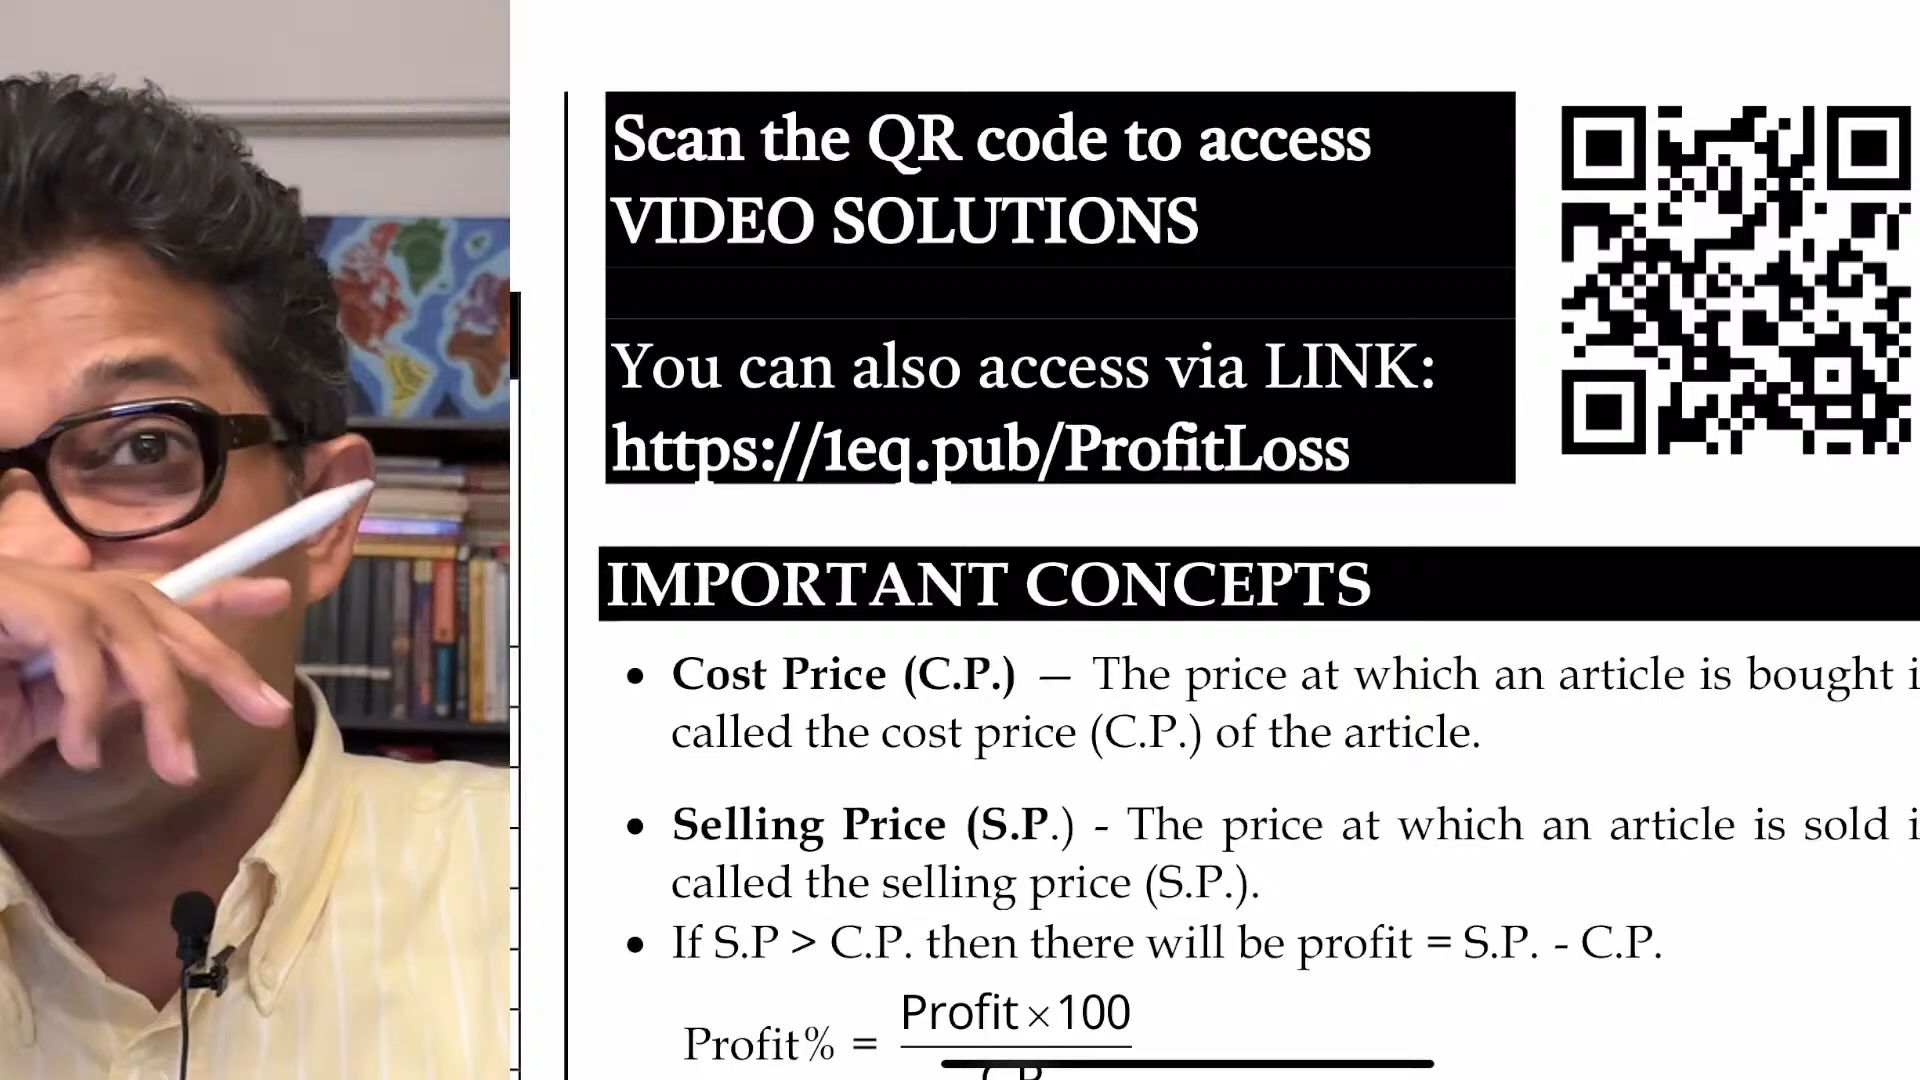 Scan the QR code to access
VIDEO SOLUTIONS
You can also access via LINK:
https://1eq.pub/ProfitLoss
IMPORTANT CONCEPTS
• Cost Price (C.P.) — The price at which an article is bought i
called the cost price (C.P.) of the article.
• Selling Price (S.P.) - The price at which an article is sold i
called the selling price (S.P.).
• If S.P > C.P. then there will be profit = S.P. - C.P.
Profit×100
Profit% =